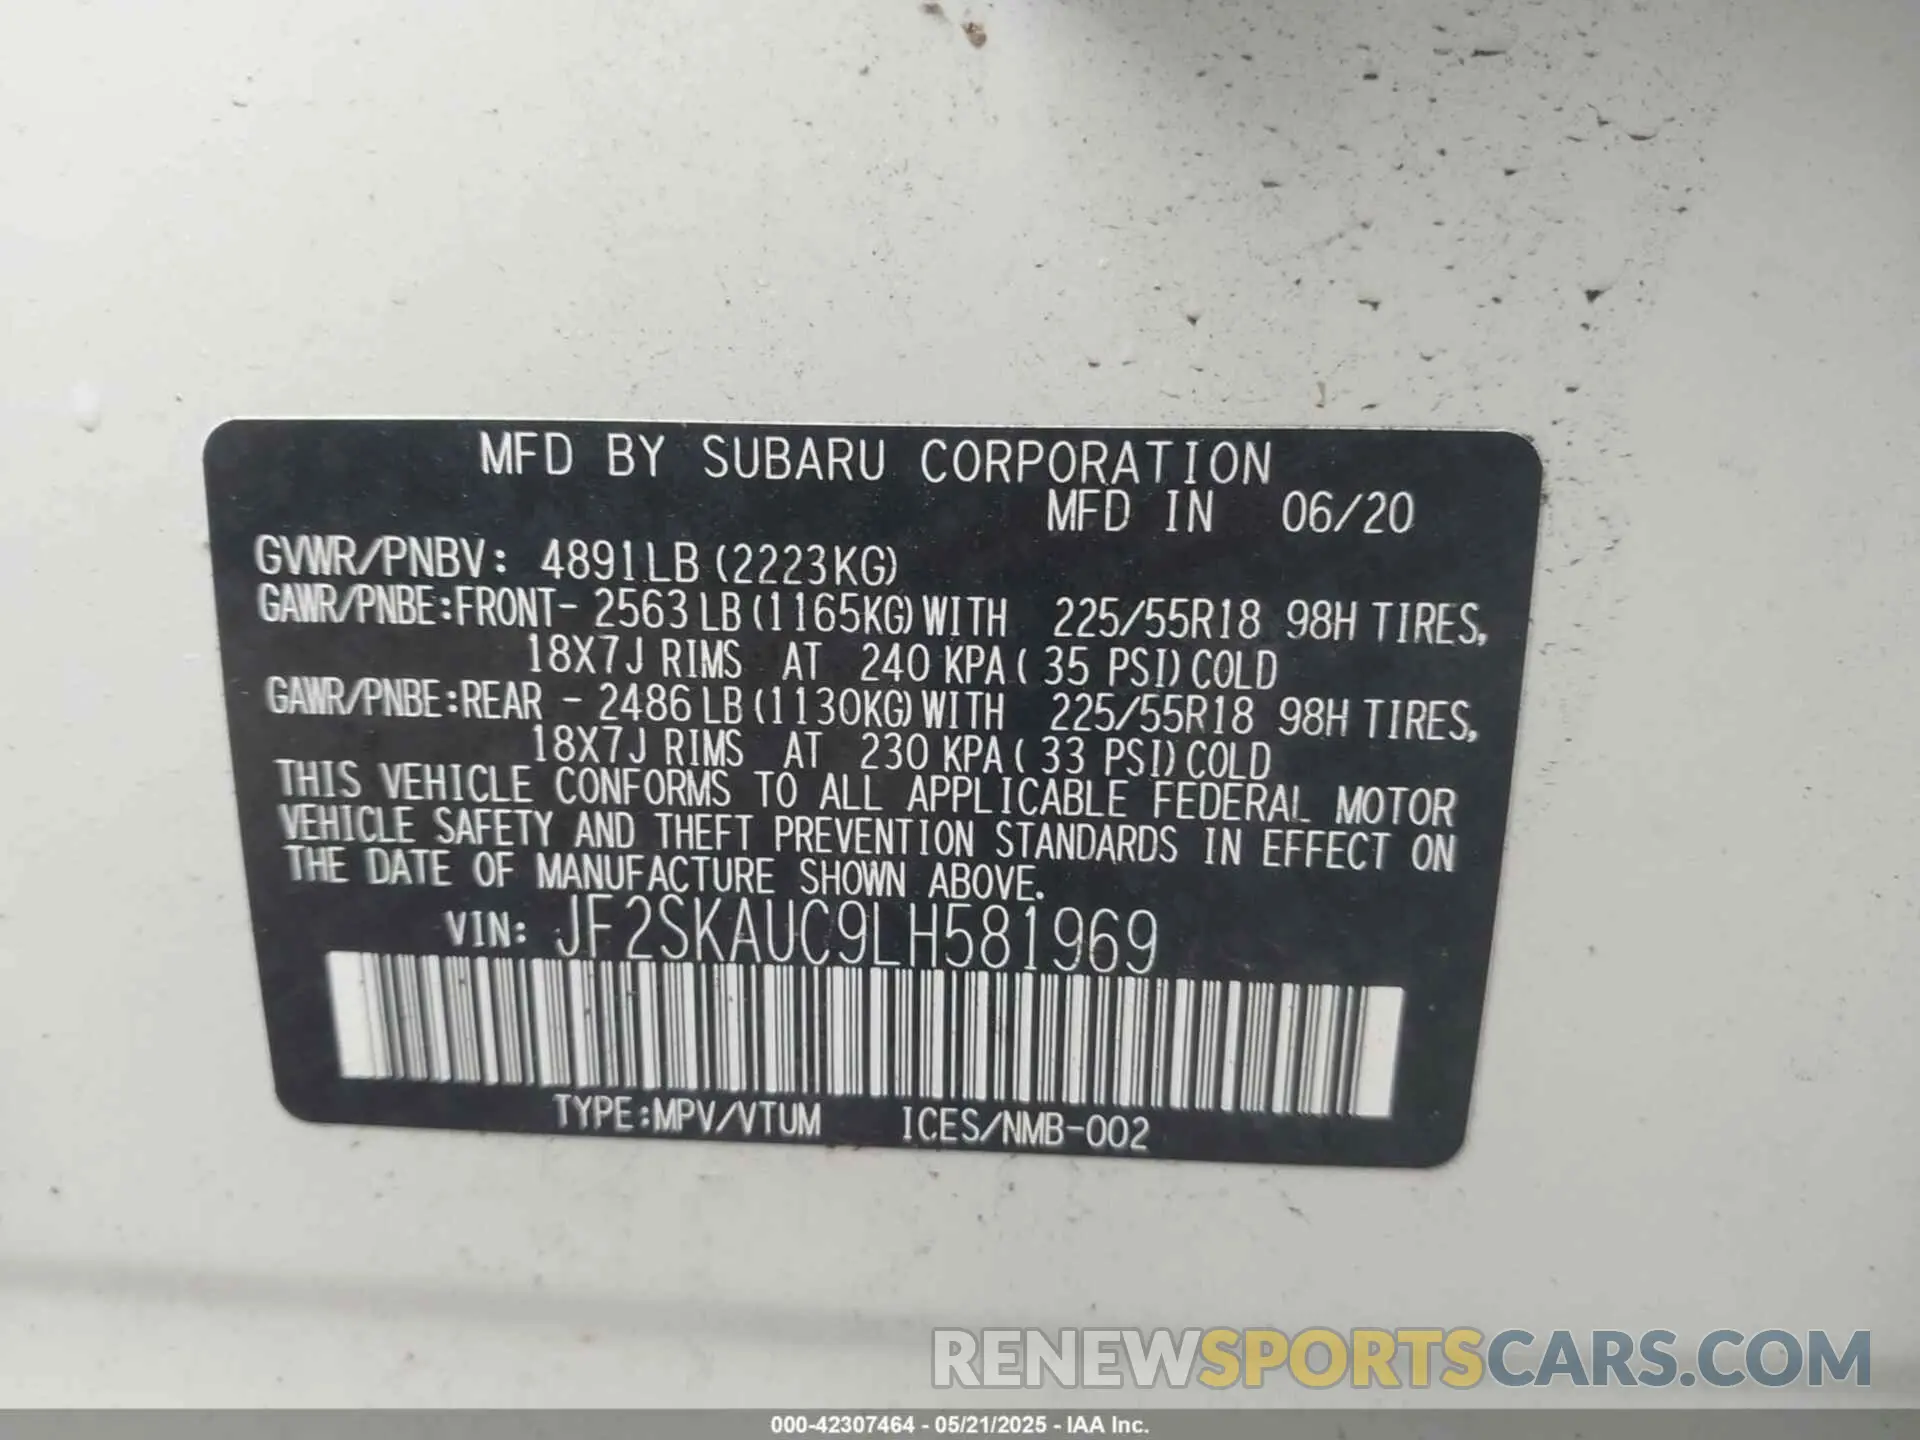 MFD BY SUBARU CORPORATION
MFD IN 06/20
GVWR/PNBV: 4891LB (2223KG)
GAWR/PNBE:FRONT- 2563 LB (1165KG) WITH 225/55R18 98H TIRES,
18X7J RIMS AT 240 KPA ( 35 PSI) COLD
GAWR/PNBE:REAR - 2486 LB (1130KG) WITH 225/55R18 98H TIRES,
18X7J RIMS AT 230 KPA ( 33 PSI) COLD
THIS VEHICLE CONFORMS TO ALL APPLICABLE FEDERAL MOTOR
VEHICLE SAFETY AND THEFT PREVENTION STANDARDS IN EFFECT ON
THE DATE OF MANUFACTURE SHOWN ABOVE.
VIN: JF2SKAUC9LH581969
TYPE:MPV/VTUM ICES/NMB-002
RENEWSPORTSCARS.COM
000-42307464 - 05/21/2025 - IAA Inc.